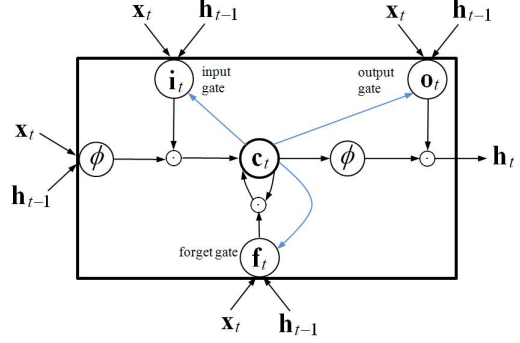 x_t h_{t−1} x_t h_{t−1}
i_t input gate output gate o_t
x_t
ϕ c_t ϕ h_t
h_{t−1}
forget gate f_t
x_t h_{t−1}